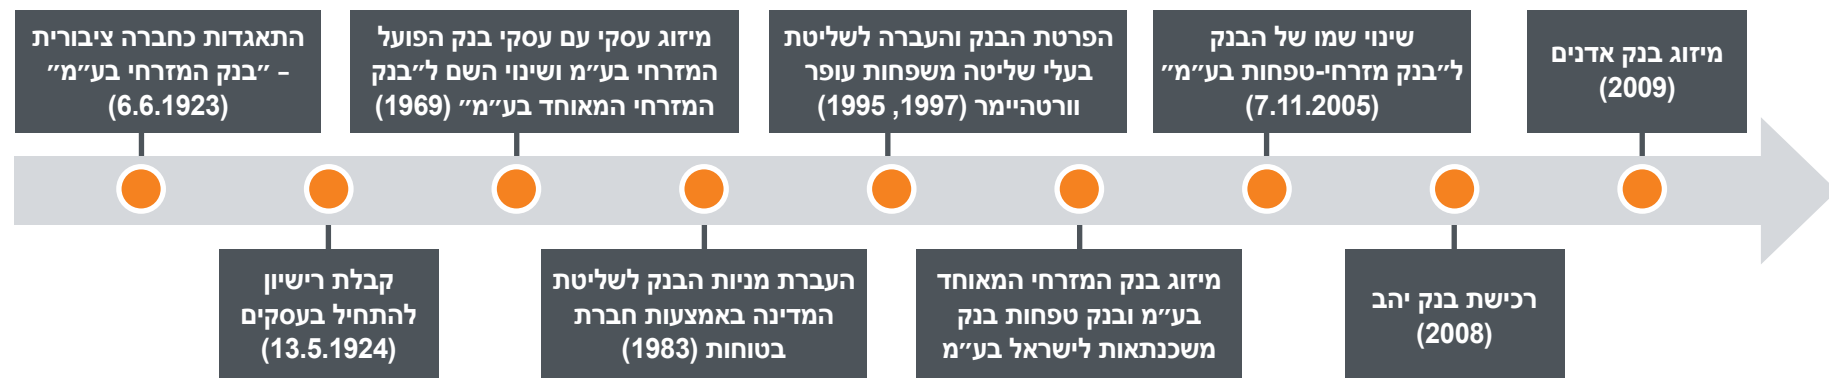 התאגדות כחברה ציבורית
– ״בנק המזרחי בע״מ״
(6.6.1923)
קבלת רישיון
להתחיל בעסקים
(13.5.1924)
מיזוג עסקי עם עסקי בנק הפועל
המזרחי בע״מ ושינוי השם ל״בנק
המזרחי המאוחד בע״מ״ (1969)
העברת מניות הבנק לשליטת
המדינה באמצעות חברת
בטוחות (1983)
הפרטת הבנק והעברה לשליטת
בעלי שליטה משפחות עופר
וורטהיימר (1997, 1995)
מיזוג בנק המזרחי המאוחד
בע״מ ובנק טפחות בנק
משכנתאות לישראל בע״מ
שינוי שמו של הבנק
ל״בנק מזרחי-טפחות בע״מ״
(7.11.2005)
רכישת בנק יהב
(2008)
מיזוג בנק אדנים
(2009)